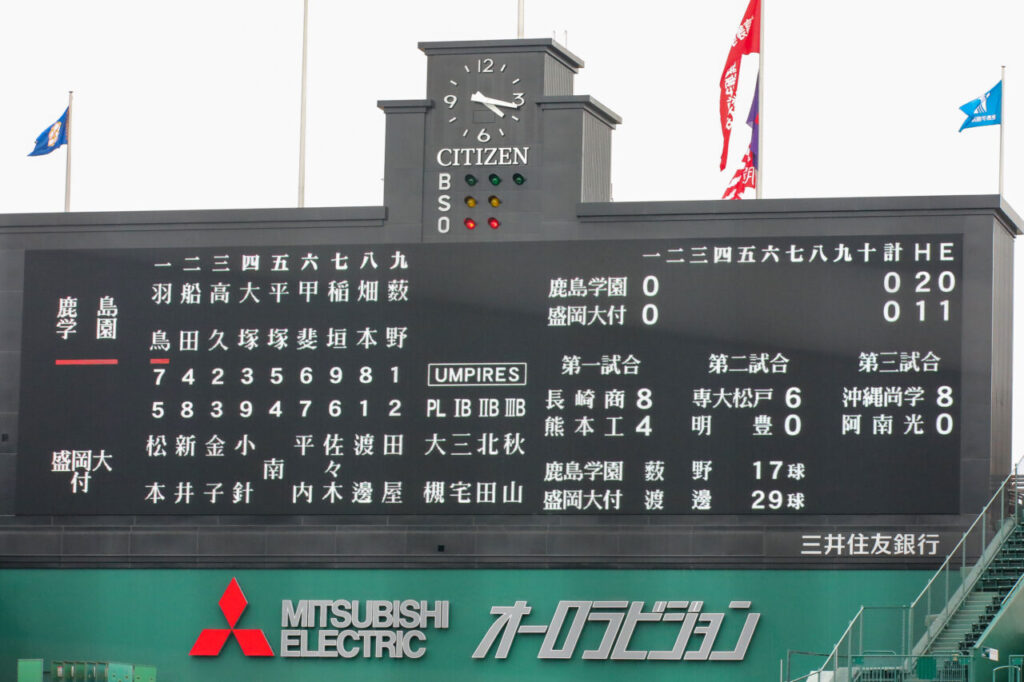 12
9 3
6
CITIZEN
B
S
O
一 二 三 四 五 六 七 八 九
羽 船 高 大 平 甲 稲 畑 薮
鳥 田 久 塚 塚 斐 垣 本 野
7 4 2 3 5 6 9 8 1
鹿島学園
5 8 3 9 4 7 6 1 2
松本 新井 金子 小針 南 平内 佐々木 渡邊 田屋
盛岡大付
UMPIRES
PL IB IIB IIIB
大槻 三宅 北田 秋山
一二三四五六七八九十計 H E
鹿島学園 0 0 2 0
盛岡大付 0 0 1 1
第一試合 第二試合 第三試合
長崎商 8 専大松戸 6 沖縄尚学 8
熊本工 4 明豊 0 阿南光 0
鹿島学園 薮野 17球
盛岡大付 渡邊 29球
三井住友銀行
MITSUBISHI
ELECTRIC
オーロラビジョン